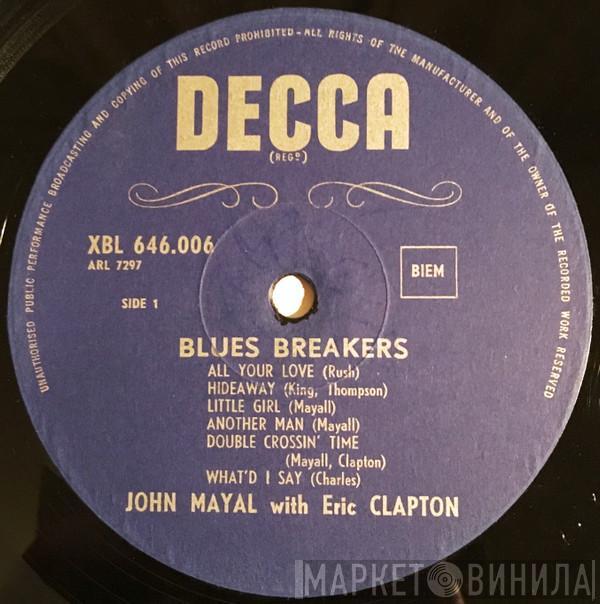 UNAUTHORISED PUBLIC PERFORMANCE BROADCASTING AND COPYING OF THIS RECORD PROHIBITED - ALL RIGHTS OF THE MANUFACTURER AND OF THE OWNER OF THE RECORDED WORK RESERVED
DECCA
(REGD)
XBL 646.006
ARL 7297
BIEM
SIDE 1
BLUES BREAKERS
ALL YOUR LOVE (Rush)
HIDEAWAY (King, Thompson)
LITTLE GIRL (Mayall)
ANOTHER MAN (Mayall)
DOUBLE CROSSIN' TIME
(Mayall, Clapton)
WHAT'D I SAY (Charles)
JOHN MAYAL with Eric CLAPTON
МАРКЕТ ВИНИЛА